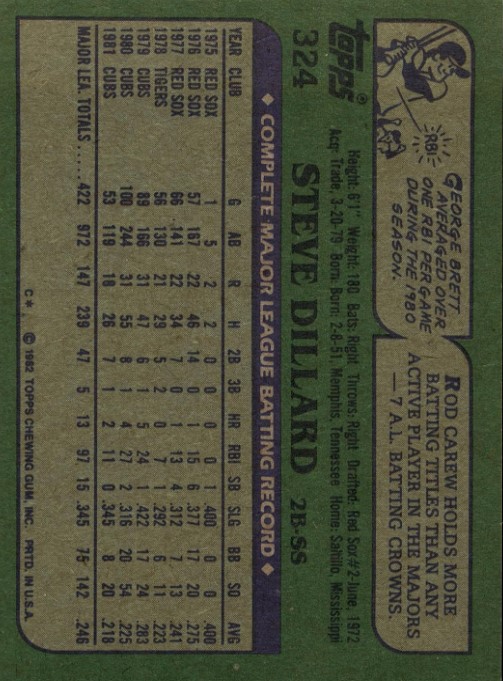 RBI!
GEORGE BRETT
AVERAGED OVER
ONE RBI PER GAME
DURING THE 1980
SEASON.
ROD CAREW HOLDS MORE
BATTING TITLES THAN ANY
ACTIVE PLAYER IN THE MAJORS
— 7 A.L. BATTING CROWNS.
Topps®
324 STEVE DILLARD 2B-SS
Height: 6'1" Weight: 180 Bats: Right Throws: Right Drafted: Red Sox #2-June, 1972
Acq: Trade, 3-20-79 Born: Born: 2-8-51, Memphis, Tennessee Home: Saltillo, Mississippi
◆ COMPLETE MAJOR LEAGUE BATTING RECORD ◆
YEAR CLUB G AB R H 2B 3B HR RBI SB SLG BB SO AVG
1975 RED SOX 1 5 2 2 0 0 0 0 1 .400 0 0 .400
1976 RED SOX 57 167 22 46 14 0 1 15 6 .377 17 20 .275
1977 RED SOX 66 141 22 34 7 0 1 13 4 .312 7 13 .241
1978 TIGERS 56 130 21 29 5 2 0 7 1 .292 6 11 .223
1979 CUBS 89 166 31 47 6 1 5 24 1 .422 17 24 .283
1980 CUBS 100 244 31 55 8 1 4 27 2 .316 20 54 .225
1981 CUBS 53 119 18 26 7 1 2 11 0 .345 8 20 .218
MAJOR LEA. TOTALS ..... 422 972 147 239 47 5 13 97 15 .345 75 142 .246
C* © 1982 TOPPS CHEWING GUM, INC. PRTD. IN U.S.A.